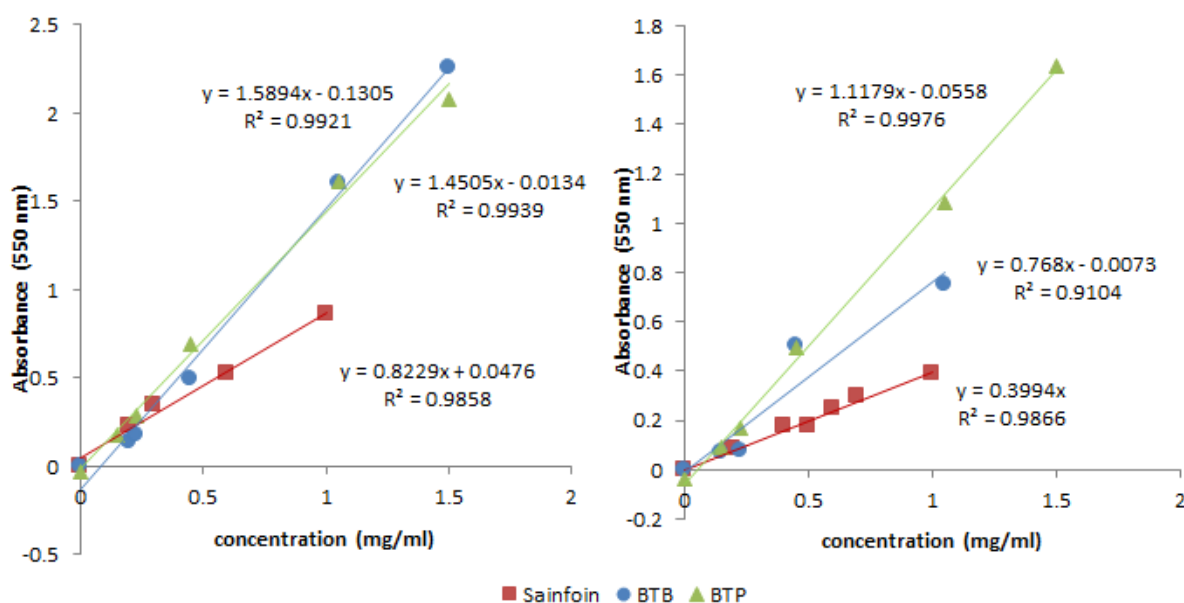 2.5
2
1.5
1
0.5
0
-0.5
Absorbance (550 nm)
y = 1.5894x - 0.1305
R² = 0.9921
y = 1.4505x - 0.0134
R² = 0.9939
y = 0.8229x + 0.0476
R² = 0.9858
0 0.5 1 1.5 2
concentration (mg/ml)
1.8
1.6
1.4
1.2
1
0.8
0.6
0.4
0.2
0
-0.2
Absorbance (550 nm)
y = 1.1179x - 0.0558
R² = 0.9976
y = 0.768x - 0.0073
R² = 0.9104
y = 0.3994x
R² = 0.9866
0 0.5 1 1.5 2
concentration (mg/ml)
Sainfoin BTB BTP